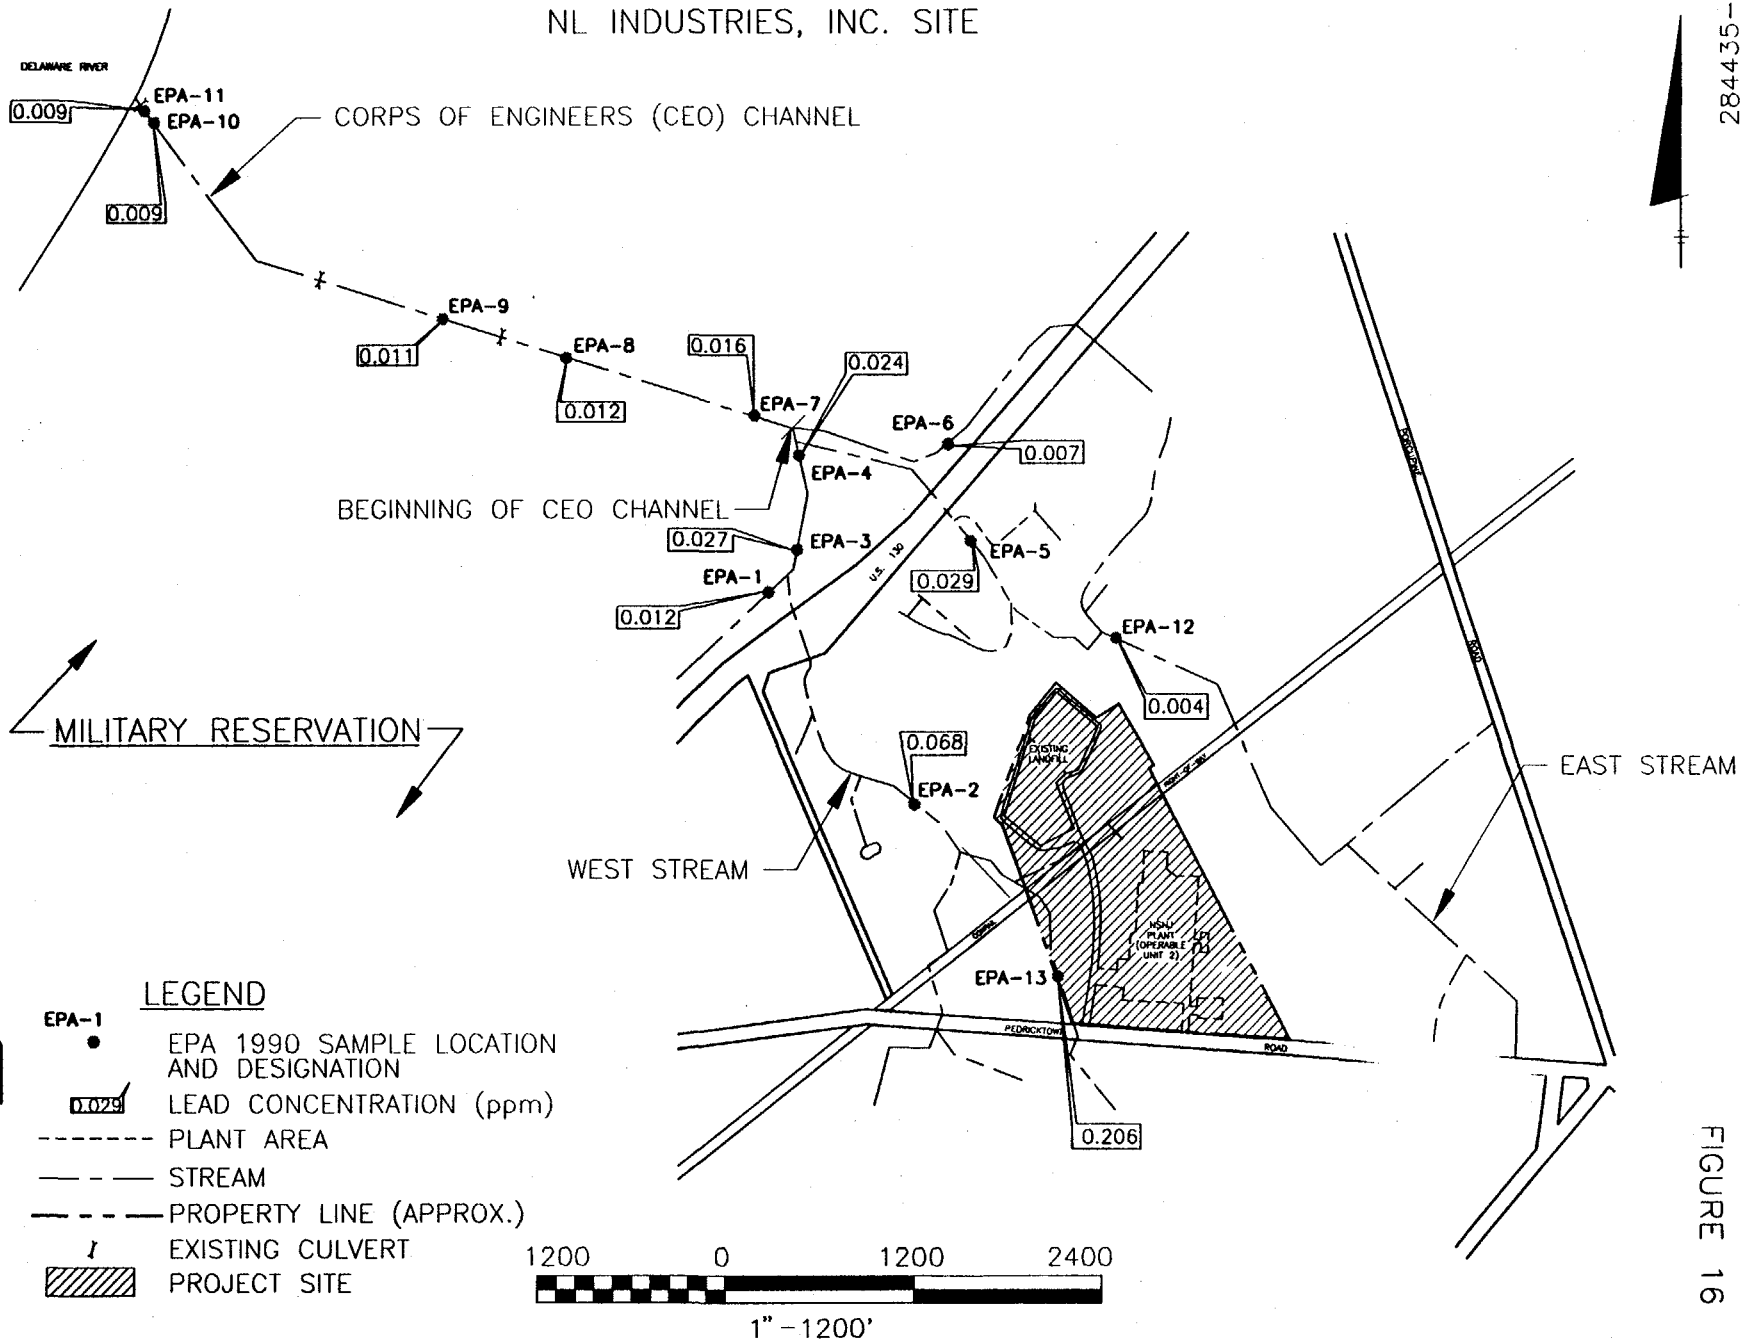 NL INDUSTRIES, INC. SITE
284435-
DELAWARE RIVER
0.009
EPA-11
EPA-10
CORPS OF ENGINEERS (CEO) CHANNEL
0.009
EPA-9
0.011
EPA-8
0.012
0.016
EPA-7
0.024
EPA-6
0.007
EPA-4
BEGINNING OF CEO CHANNEL
0.027
EPA-3
EPA-1
0.012
U.S. 130
EPA-5
0.029
PORCUPINE
ROAD
EPA-12
0.004
MILITARY RESERVATION
0.068
EPA-2
EXISTING
LANDFILL
RIGHT-OF-WAY
EAST STREAM
WEST STREAM
CONRAIL
NSNJ
PLANT
(OPERABLE
UNIT 2)
EPA-13
PEDRICKTOWN
ROAD
0.206
LEGEND
EPA-1
EPA 1990 SAMPLE LOCATION
AND DESIGNATION
0.029
LEAD CONCENTRATION (ppm)
PLANT AREA
STREAM
PROPERTY LINE (APPROX.)
EXISTING CULVERT
PROJECT SITE
1200 0 1200 2400
1"-1200'
FIGURE 16